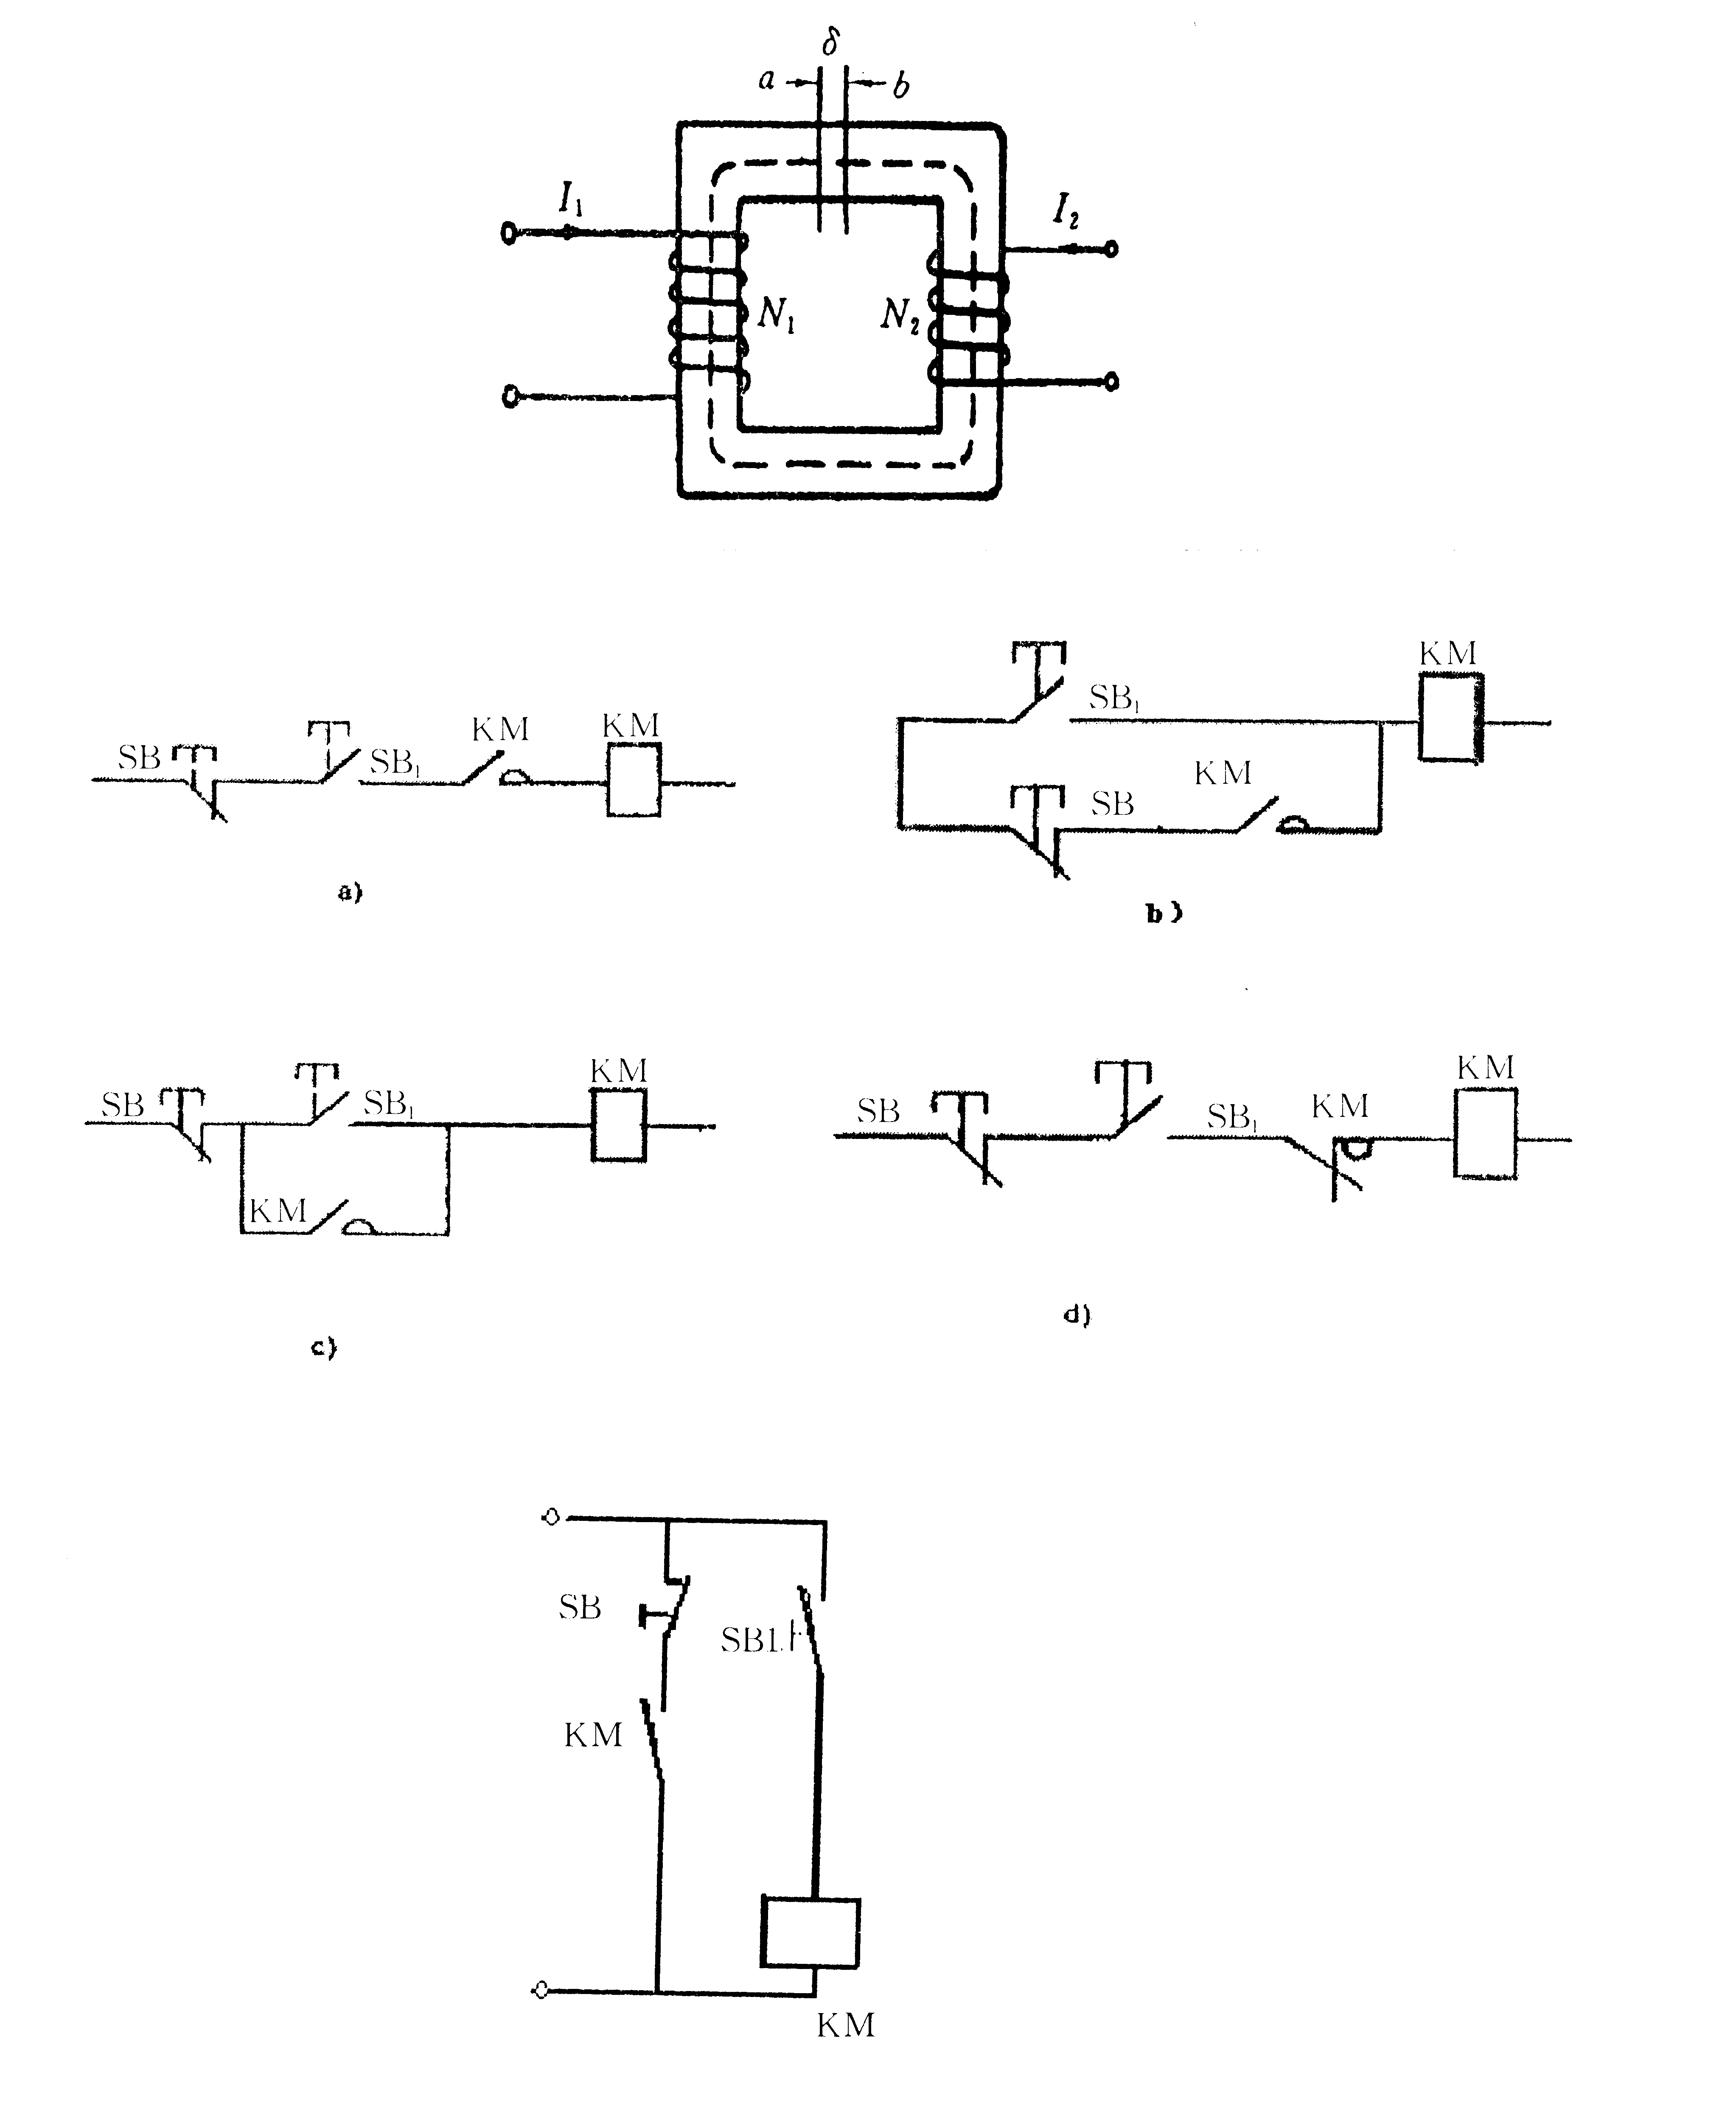 δ
a b
I₁ I₂
N₁ N₂
SB SB₁ KM KM
a)
SB₁ KM
SB KM
b)
SB SB₁ KM
KM
c)
SB SB₁ KM KM
d)
SB
SB1
KM
KM